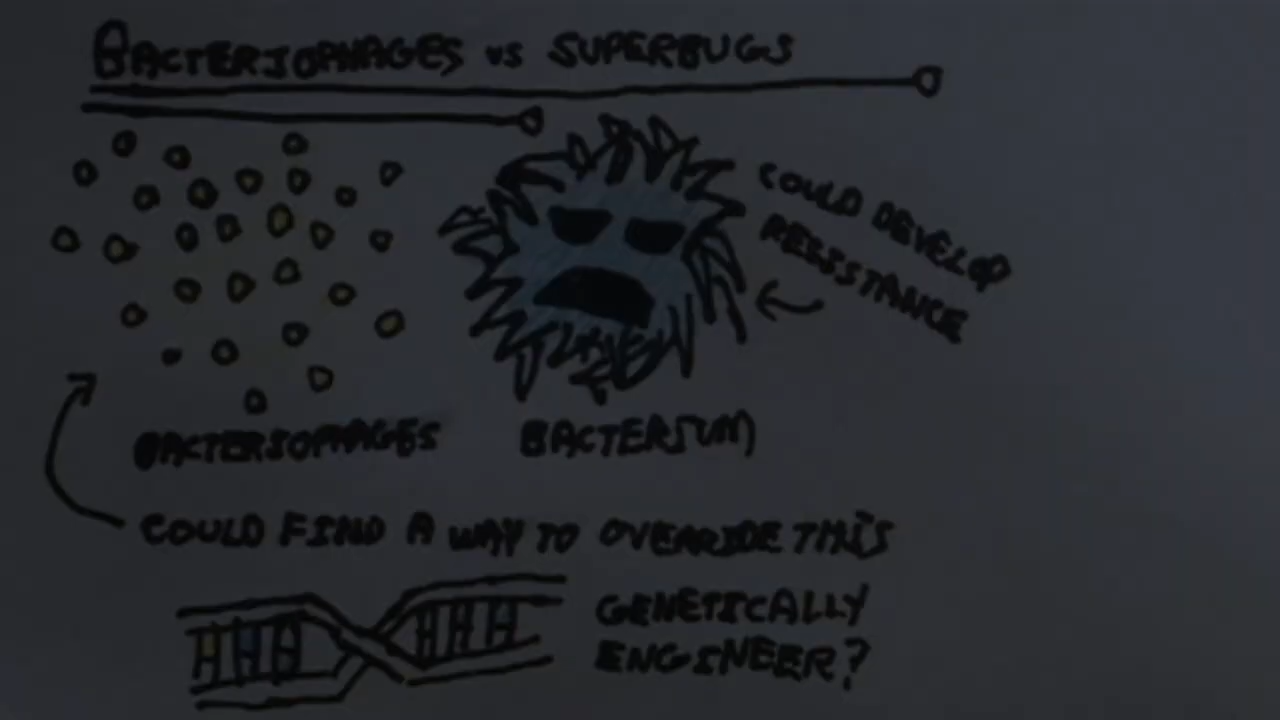 BACTERIOPHAGES vs SUPERBUGS
COULD DEVELOP
RESISTANCE
BACTERIOPHAGES
BACTERIUM
COULD FIND A WAY TO OVERRIDE THIS
GENETICALLY
ENGINEER?